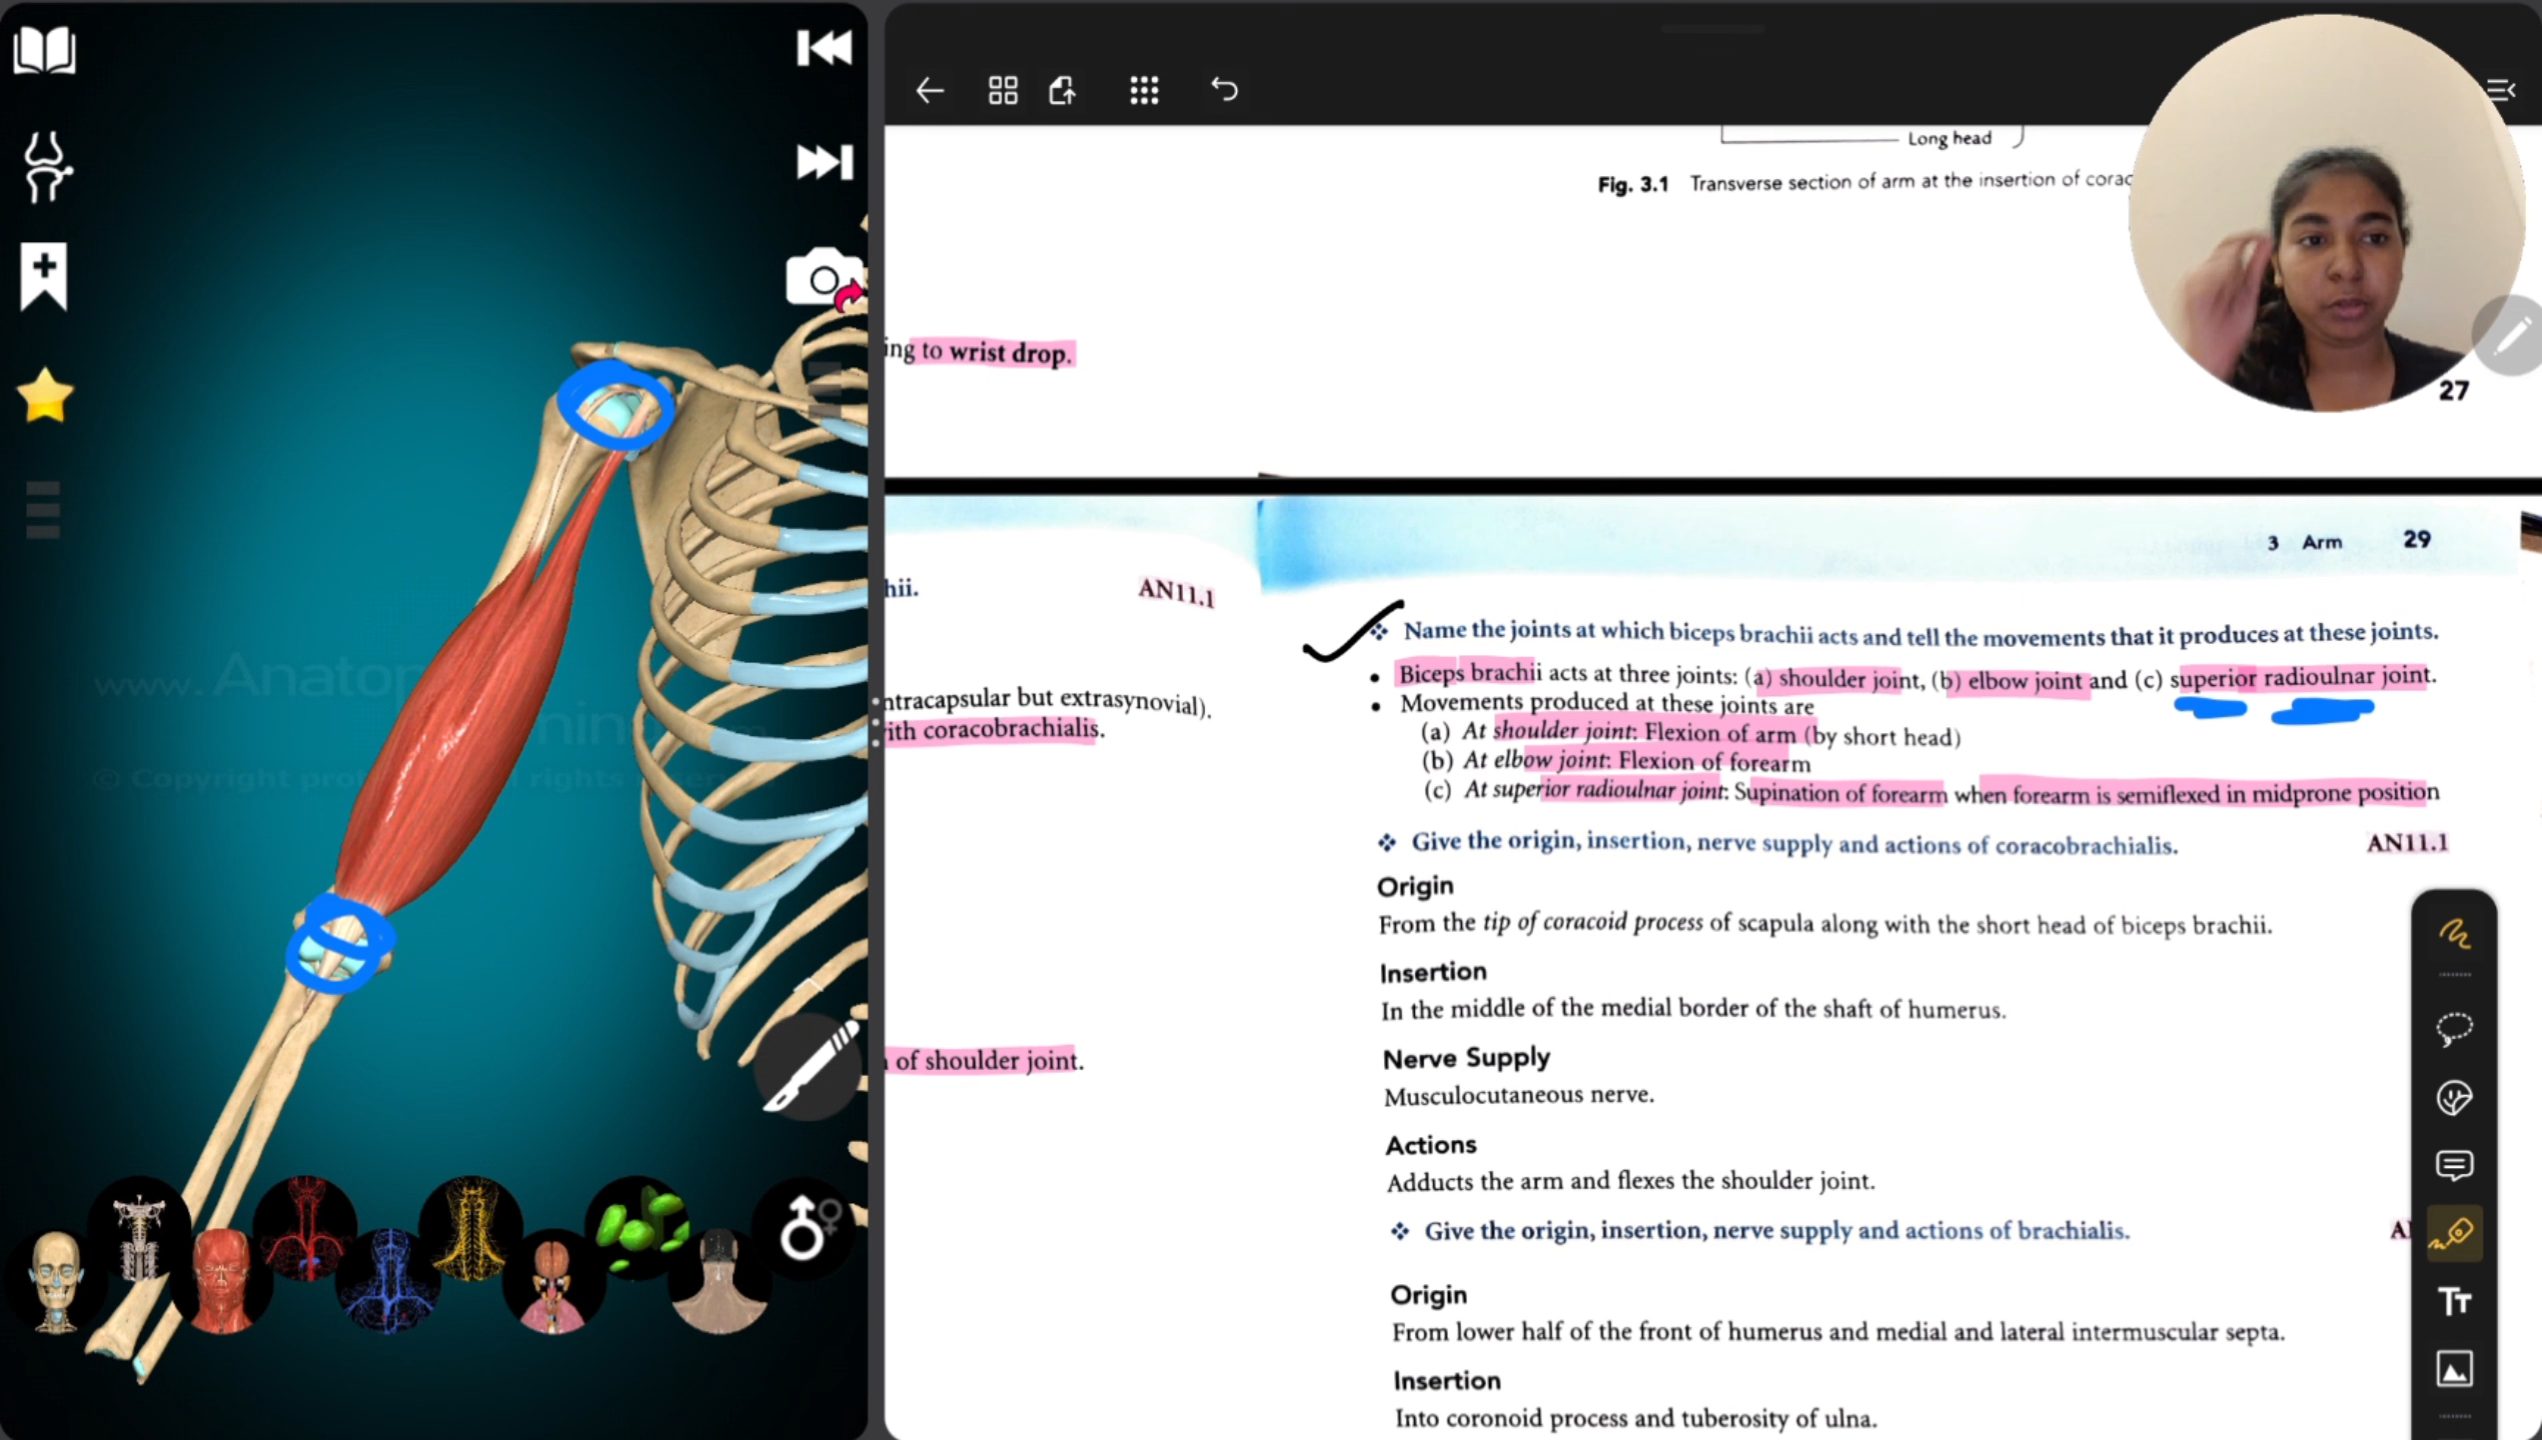 Long head
Fig. 3.1 Transverse section of arm at the insertion of corac
ing to wrist drop.
27
www.Anato
© Copyright pro rights
3 Arm 29
hii. AN11.1
ntracapsular but extrasynovial).
ith coracobrachialis.
of shoulder joint.
❖ Name the joints at which biceps brachii acts and tell the movements that it produces at these joints.
• Biceps brachii acts at three joints: (a) shoulder joint, (b) elbow joint and (c) superior radioulnar joint.
• Movements produced at these joints are
(a) At shoulder joint: Flexion of arm (by short head)
(b) At elbow joint: Flexion of forearm
(c) At superior radioulnar joint: Supination of forearm when forearm is semiflexed in midprone position
❖ Give the origin, insertion, nerve supply and actions of coracobrachialis. AN11.1
Origin
From the tip of coracoid process of scapula along with the short head of biceps brachii.
Insertion
In the middle of the medial border of the shaft of humerus.
Nerve Supply
Musculocutaneous nerve.
Actions
Adducts the arm and flexes the shoulder joint.
❖ Give the origin, insertion, nerve supply and actions of brachialis. A
Origin
From lower half of the front of humerus and medial and lateral intermuscular septa.
Insertion
Into coronoid process and tuberosity of ulna.
TT